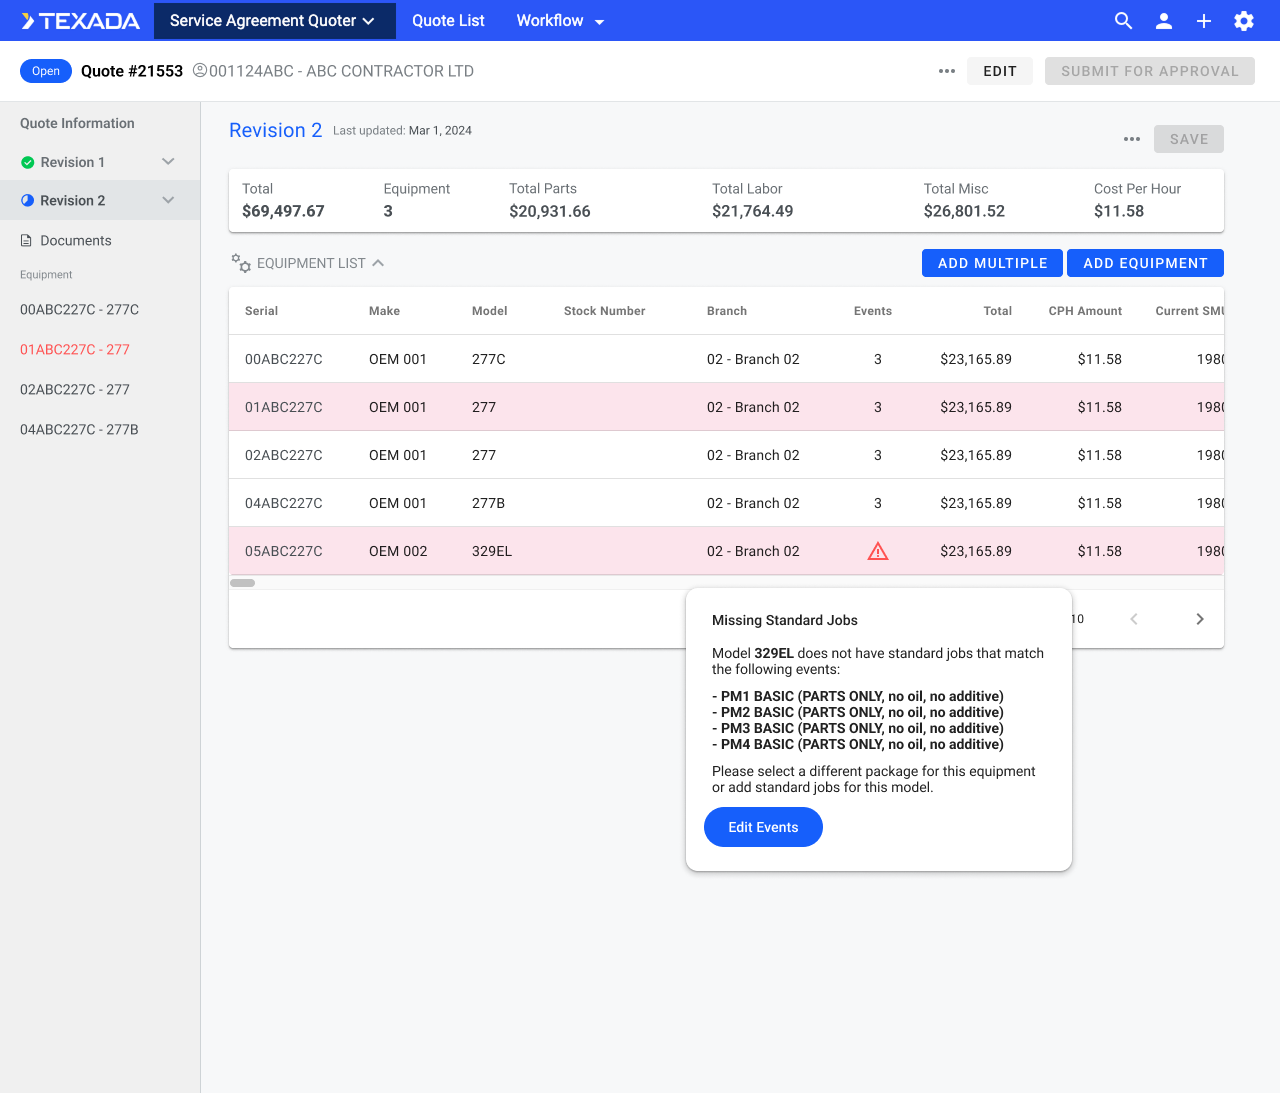 TEXADA Service Agreement Quoter Quote List Workflow
Open Quote #21553 001124ABC - ABC CONTRACTOR LTD EDIT SUBMIT FOR APPROVAL
Quote Information
Revision 1
Revision 2
Documents
Equipment
00ABC227C - 277C
01ABC227C - 277
02ABC227C - 277
04ABC227C - 277B
Revision 2 Last updated: Mar 1, 2024
SAVE
Total Equipment Total Parts Total Labor Total Misc Cost Per Hour
$69,497.67 3 $20,931.66 $21,764.49 $26,801.52 $11.58
EQUIPMENT LIST ADD MULTIPLE ADD EQUIPMENT
Serial Make Model Stock Number Branch Events Total CPH Amount Current SMU
00ABC227C OEM 001 277C 02 - Branch 02 3 $23,165.89 $11.58 1980
01ABC227C OEM 001 277 02 - Branch 02 3 $23,165.89 $11.58 1980
02ABC227C OEM 001 277 02 - Branch 02 3 $23,165.89 $11.58 1980
04ABC227C OEM 001 277B 02 - Branch 02 3 $23,165.89 $11.58 1980
05ABC227C OEM 002 329EL 02 - Branch 02 $23,165.89 $11.58 1980
10
Missing Standard Jobs
Model 329EL does not have standard jobs that match
the following events:
- PM1 BASIC (PARTS ONLY, no oil, no additive)
- PM2 BASIC (PARTS ONLY, no oil, no additive)
- PM3 BASIC (PARTS ONLY, no oil, no additive)
- PM4 BASIC (PARTS ONLY, no oil, no additive)
Please select a different package for this equipment
or add standard jobs for this model.
Edit Events